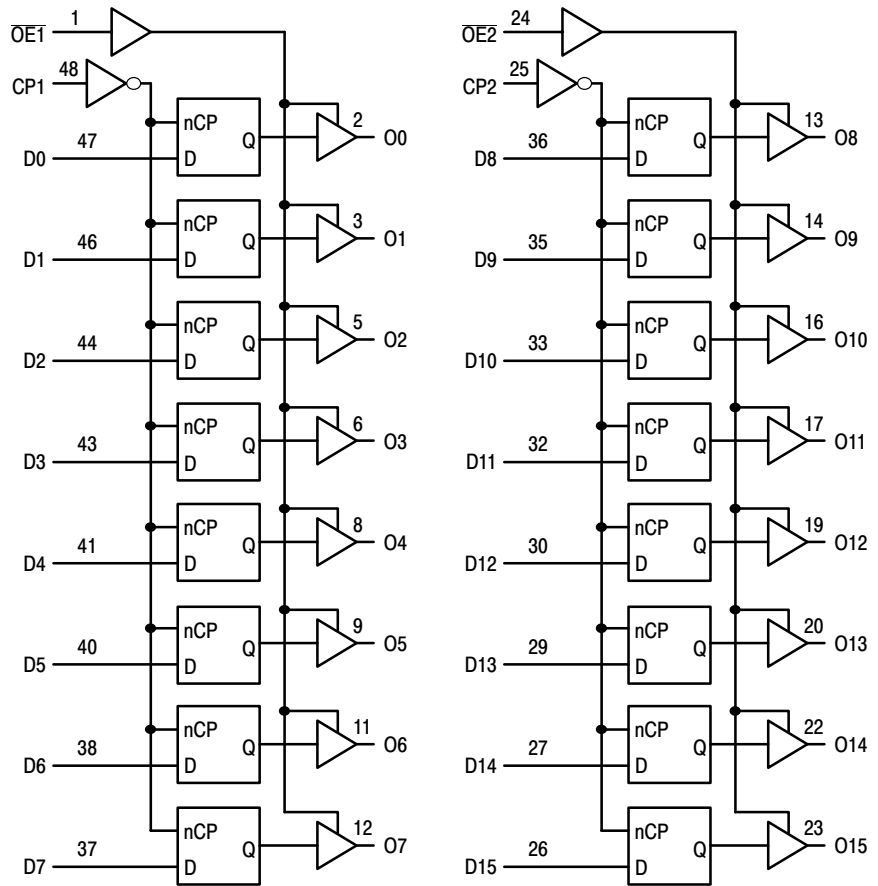 OE1 1
CP1 48
nCP Q 2 O0
D0 47 D
nCP Q 3 O1
D1 46 D
nCP Q 5 O2
D2 44 D
nCP Q 6 O3
D3 43 D
nCP Q 8 O4
D4 41 D
nCP Q 9 O5
D5 40 D
nCP Q 11 O6
D6 38 D
nCP Q 12 O7
D7 37 D
OE2 24
CP2 25
nCP Q 13 O8
D8 36 D
nCP Q 14 O9
D9 35 D
nCP Q 16 O10
D10 33 D
nCP Q 17 O11
D11 32 D
nCP Q 19 O12
D12 30 D
nCP Q 20 O13
D13 29 D
nCP Q 22 O14
D14 27 D
nCP Q 23 O15
D15 26 D